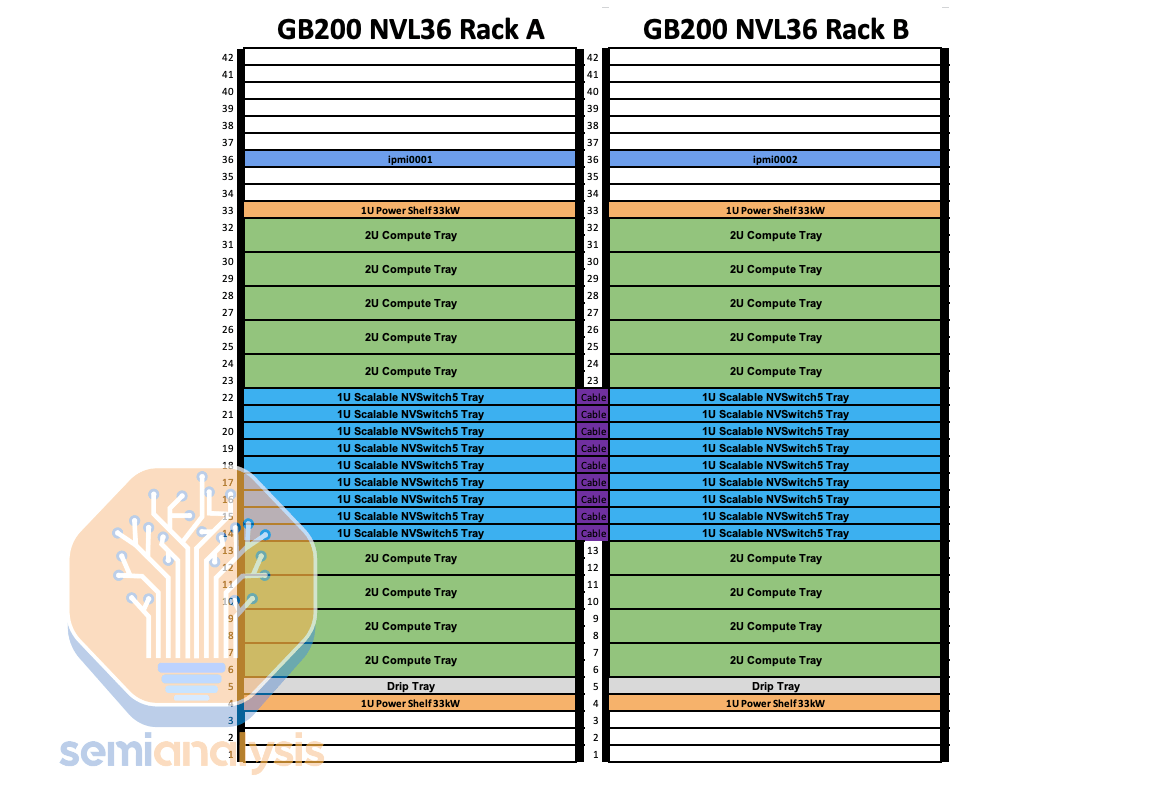 GB200 NVL36 Rack A GB200 NVL36 Rack B
42 42
41 41
40 40
39 39
38 38
37 37
36 ipmi0001 36 ipmi0002
35 35
34 34
33 1U Power Shelf 33kW 33 1U Power Shelf 33kW
32 32
2U Compute Tray 2U Compute Tray
31 31
30 30
2U Compute Tray 2U Compute Tray
29 29
28 28
2U Compute Tray 2U Compute Tray
27 27
26 26
2U Compute Tray 2U Compute Tray
25 25
24 24
2U Compute Tray 2U Compute Tray
23 23
22 1U Scalable NVSwitch5 Tray Cable 1U Scalable NVSwitch5 Tray
21 1U Scalable NVSwitch5 Tray Cable 1U Scalable NVSwitch5 Tray
20 1U Scalable NVSwitch5 Tray Cable 1U Scalable NVSwitch5 Tray
19 1U Scalable NVSwitch5 Tray Cable 1U Scalable NVSwitch5 Tray
18 1U Scalable NVSwitch5 Tray Cable 1U Scalable NVSwitch5 Tray
17 1U Scalable NVSwitch5 Tray Cable 1U Scalable NVSwitch5 Tray
16 1U Scalable NVSwitch5 Tray Cable 1U Scalable NVSwitch5 Tray
15 1U Scalable NVSwitch5 Tray Cable 1U Scalable NVSwitch5 Tray
14 1U Scalable NVSwitch5 Tray Cable 1U Scalable NVSwitch5 Tray
13 13
2U Compute Tray 2U Compute Tray
12 12
11 11
2U Compute Tray 2U Compute Tray
10 10
9 9
2U Compute Tray 2U Compute Tray
8 8
7 7
2U Compute Tray 2U Compute Tray
6 6
5 Drip Tray 5 Drip Tray
4 1U Power Shelf 33kW 4 1U Power Shelf 33kW
3 3
2 2
1 1
semianalysis